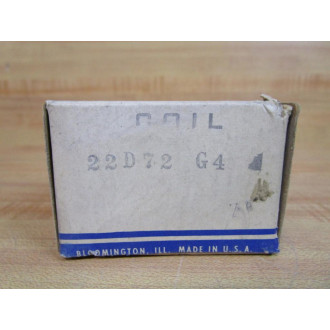 COIL
22D72 G4
BLOOMINGTON, ILL. MADE IN U.S.A.